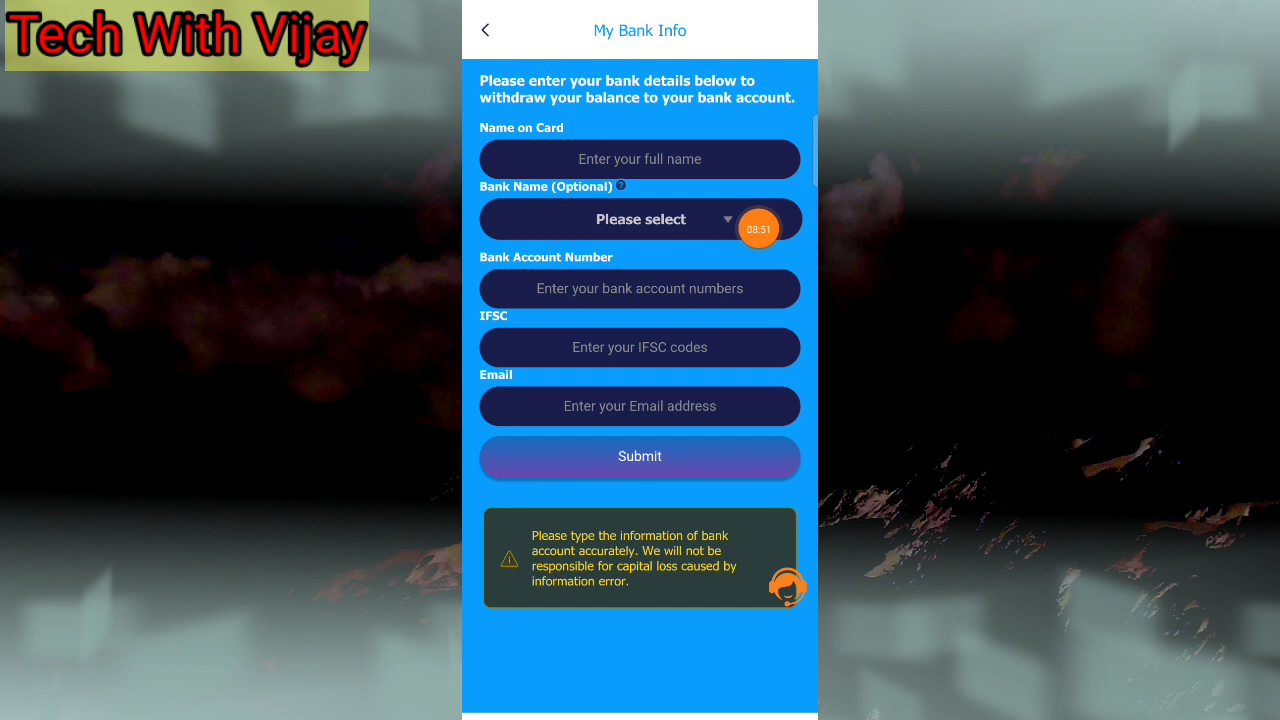 Tech With Vijay
My Bank Info
Please enter your bank details below to
withdraw your balance to your bank account.
Name on Card
Enter your full name
Bank Name (Optional) ?
Please select
08:51
Bank Account Number
Enter your bank account numbers
IFSC
Enter your IFSC codes
Email
Enter your Email address
Submit
Please type the information of bank
account accurately. We will not be
responsible for capital loss caused by
information error.